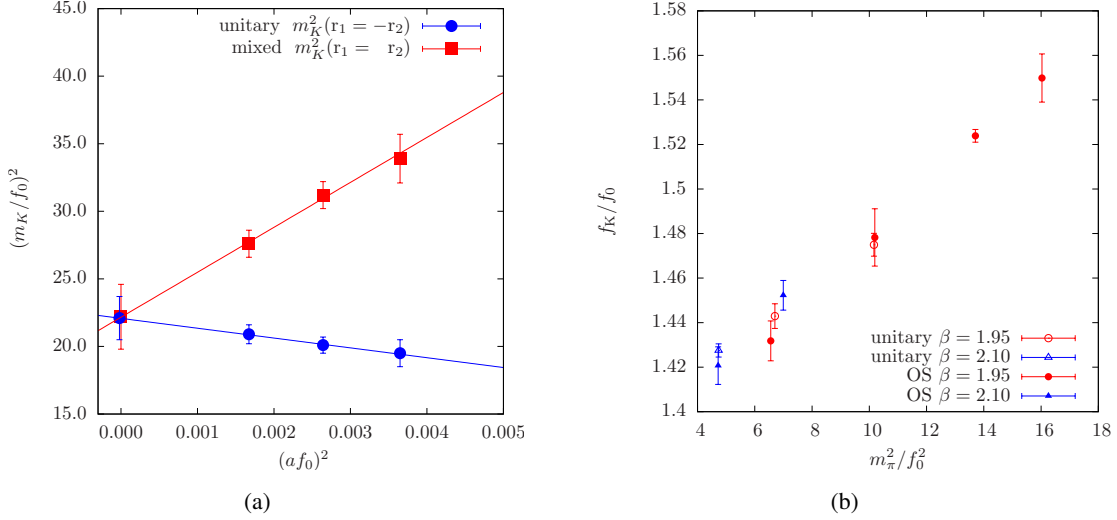 unitary m_K^2(r_1 = −r_2)
mixed m_K^2(r_1 = r_2)
45.0
40.0
35.0
30.0
25.0
20.0
15.0
(m_K/f_0)^2
0.000 0.001 0.002 0.003 0.004 0.005
(af_0)^2
(a)
1.58
1.56
1.54
1.52
1.5
1.48
1.46
1.44
1.42
1.4
f_K/f_0
unitary β = 1.95
unitary β = 2.10
OS β = 1.95
OS β = 2.10
4 6 8 10 12 14 16 18
m_π^2/f_0^2
(b)